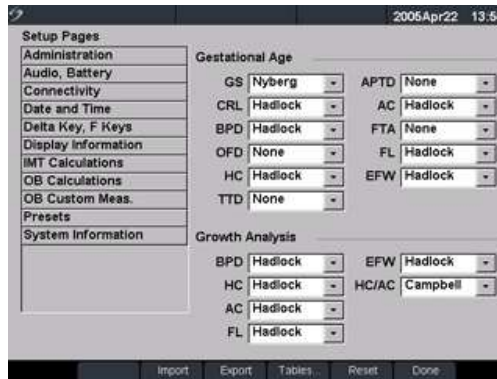 2005Apr22 13:5
Setup Pages
Administration
Audio, Battery
Connectivity
Date and Time
Delta Key, F Keys
Display Information
IMT Calculations
OB Calculations
OB Custom Meas.
Presets
System Information
Gestational Age
GS Nyberg APTD None
CRL Hadlock AC Hadlock
BPD Hadlock FTA None
OFD None FL Hadlock
HC Hadlock EFW Hadlock
TTD None
Growth Analysis
BPD Hadlock EFW Hadlock
HC Hadlock HC/AC Campbell
AC Hadlock
FL Hadlock
Import Export Tables... Reset Done